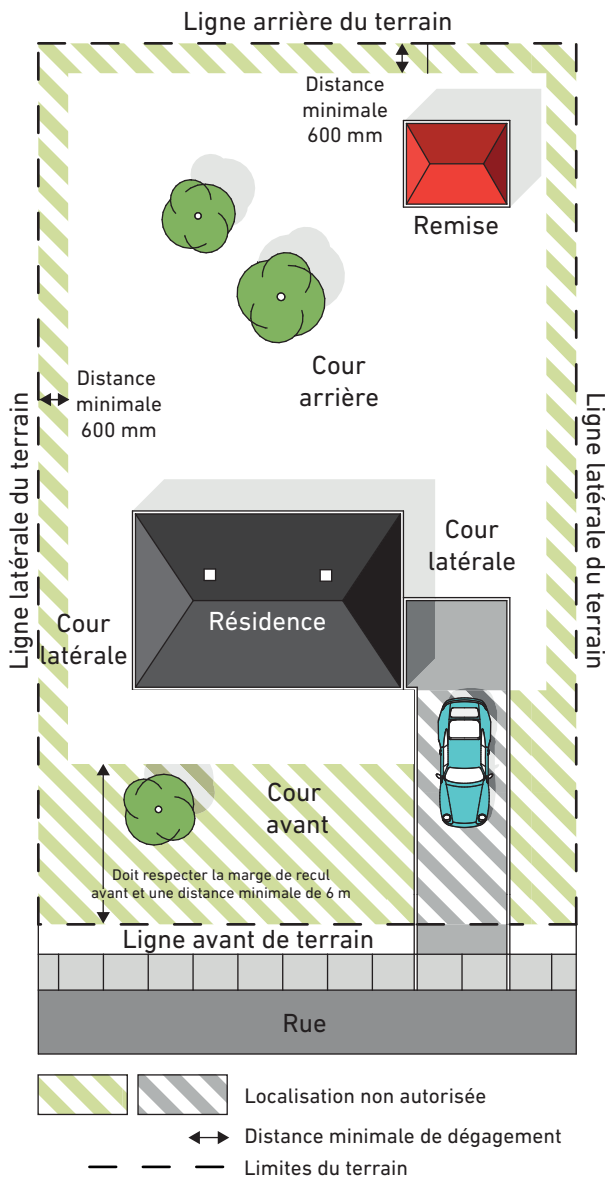 Ligne arrière du terrain
Distance
minimale
600 mm
Remise
Cour
arrière
Distance
minimale
600 mm
Ligne latérale du terrain
Ligne latérale du terrain
Cour
latérale
Résidence
Cour
latérale
Cour
avant
Doit respecter la marge de recul
avant et une distance minimale de 6 m
Ligne avant de terrain
Rue
Localisation non autorisée
Distance minimale de dégagement
Limites du terrain